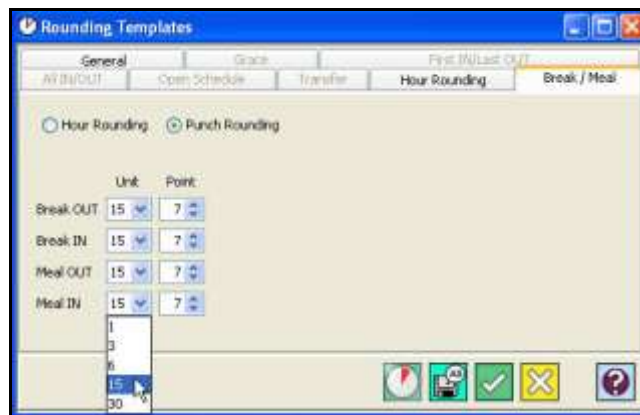 Rounding Templates
General Grace First IN/Last OUT
All IN/OUT Open Schedule Transfer Hour Rounding Break / Meal
Hour Rounding Punch Rounding
Unit Point
Break OUT 15 7
Break IN 15 7
Meal OUT 15 7
Meal IN 15 7
1
3
6
15
30
All
?